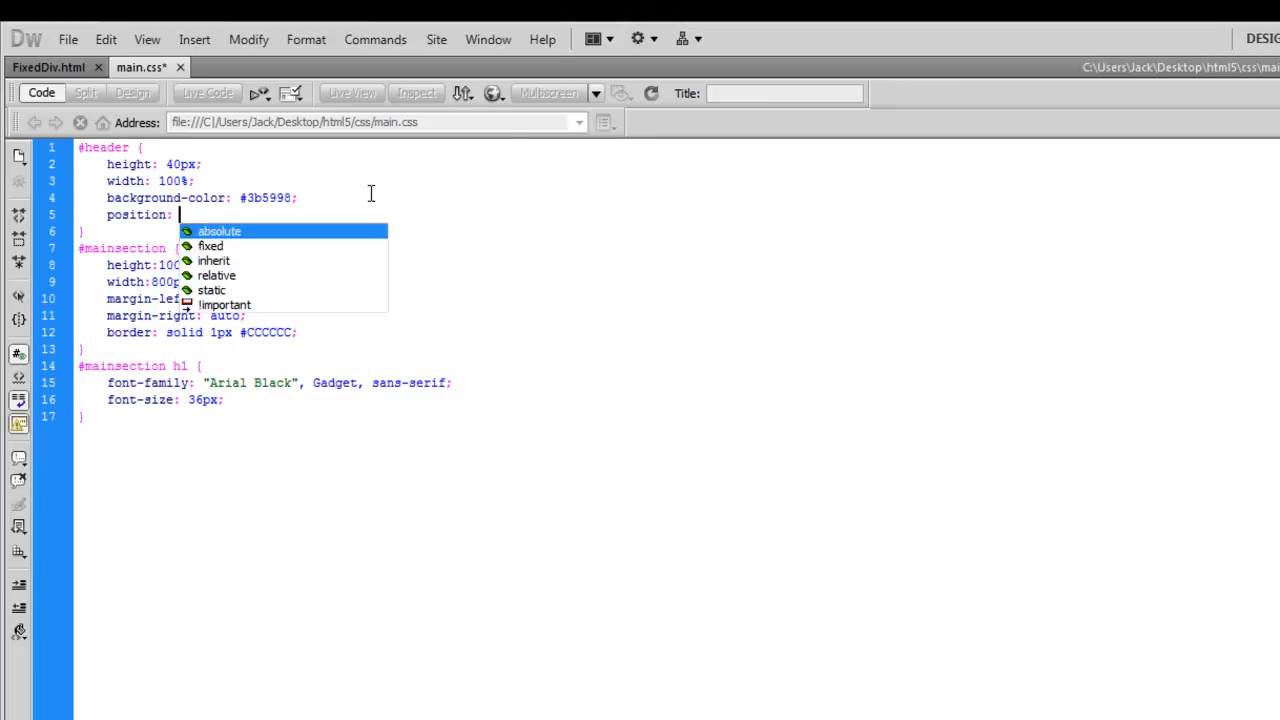 Dw File Edit View Insert Modify Format Commands Site Window Help DESIG
FixedDiv.html × main.css* × C:\Users\Jack\Desktop\html5\css\mai
Code Split Design Live Code Live View Inspect Multiscreen Title:
Address: file:///C|/Users/Jack/Desktop/html5/css/main.css
1 #header {
2 height: 40px;
3 width: 100%;
4 background-color: #3b5998;
5 position:
absolute
6 }
fixed
7 #mainsection {
inherit
8 height:100
relative
9 width:800p
static
10 margin-lef
!important
11 margin-right: auto;
12 border: solid 1px #CCCCCC;
13 }
14 #mainsection h1 {
15 font-family: "Arial Black", Gadget, sans-serif;
16 font-size: 36px;
17 }